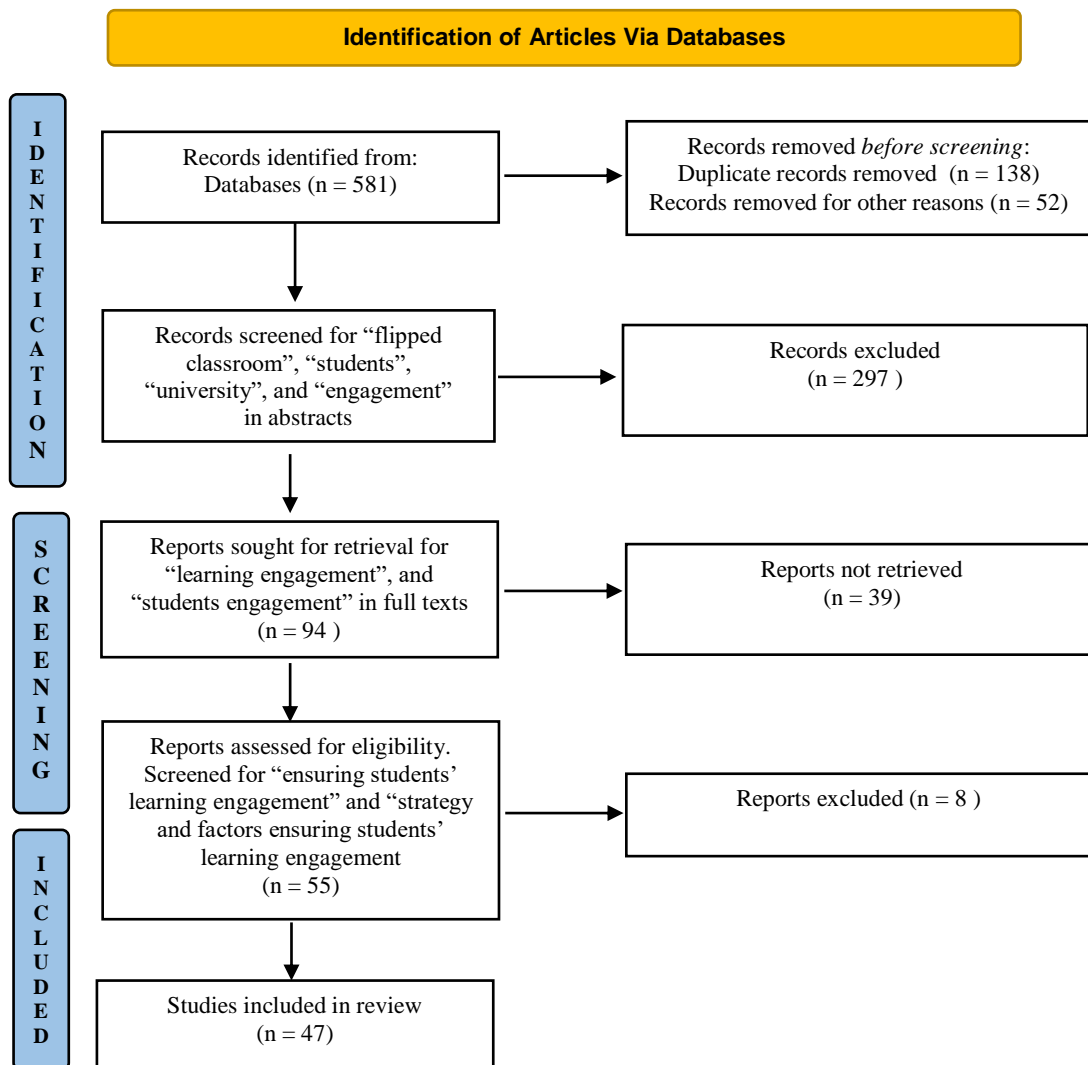 Identification of Articles Via Databases
IDENTIFICATION
Records identified from:
Databases (n = 581)
Records removed before screening:
Duplicate records removed (n = 138)
Records removed for other reasons (n = 52)
Records screened for “flipped
classroom”, “students”,
“university”, and “engagement”
in abstracts
Records excluded
(n = 297 )
SCREENING
Reports sought for retrieval for
“learning engagement”, and
“students engagement” in full texts
(n = 94 )
Reports not retrieved
(n = 39)
Reports assessed for eligibility.
Screened for “ensuring students’
learning engagement” and “strategy
and factors ensuring students’
learning engagement
(n = 55)
Reports excluded (n = 8 )
INCLUDED
Studies included in review
(n = 47)